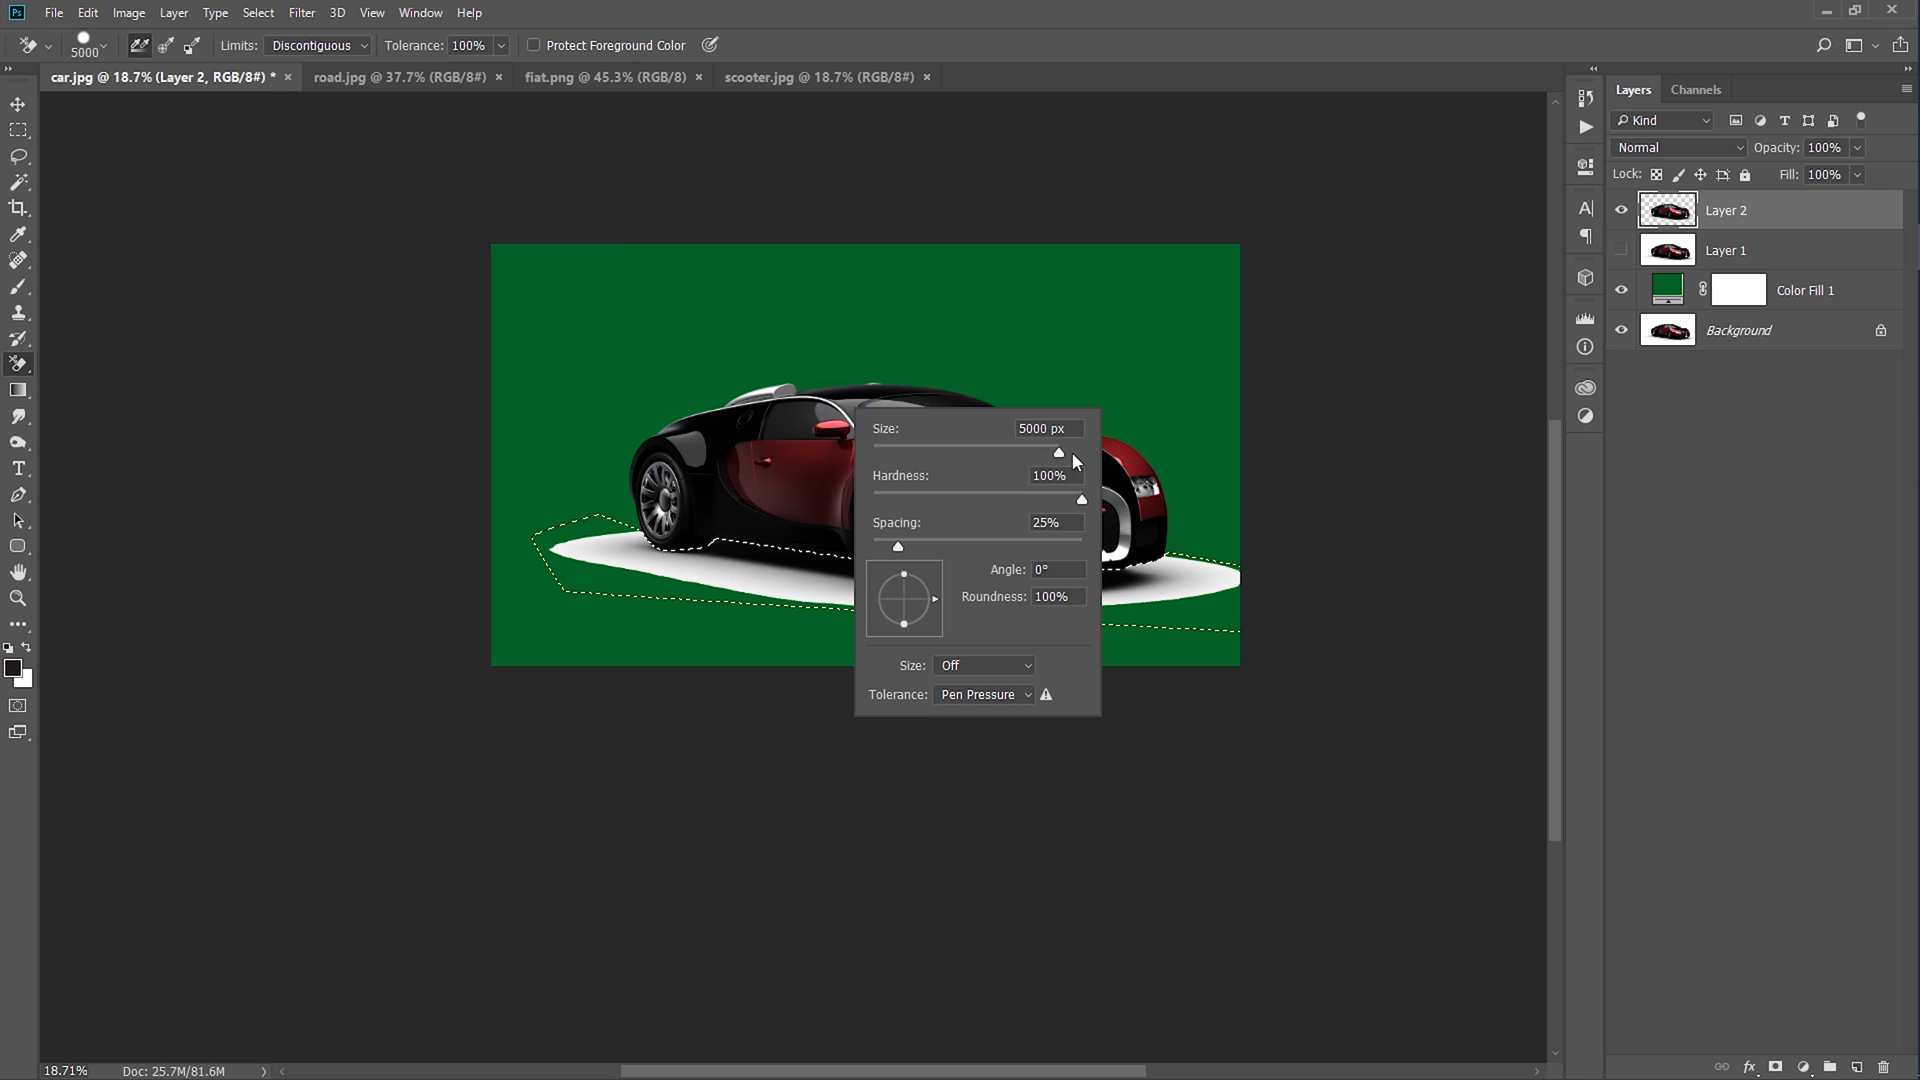 Ps File Edit Image Layer Type Select Filter 3D View Window Help
5000 Limits: Discontiguous Tolerance: 100% Protect Foreground Color
car.jpg @ 18.7% (Layer 2, RGB/8#) * × road.jpg @ 37.7% (RGB/8#) × fiat.png @ 45.3% (RGB/8) × scooter.jpg @ 18.7% (RGB/8#) ×
Layers Channels
Kind
Normal Opacity: 100%
Lock: Fill: 100%
Layer 2
Layer 1
Color Fill 1
Background
Size: 5000 px
Hardness: 100%
Spacing: 25%
Angle: 0°
Roundness: 100%
Size: Off
Tolerance: Pen Pressure
18.71% Doc: 25.7M/81.6M